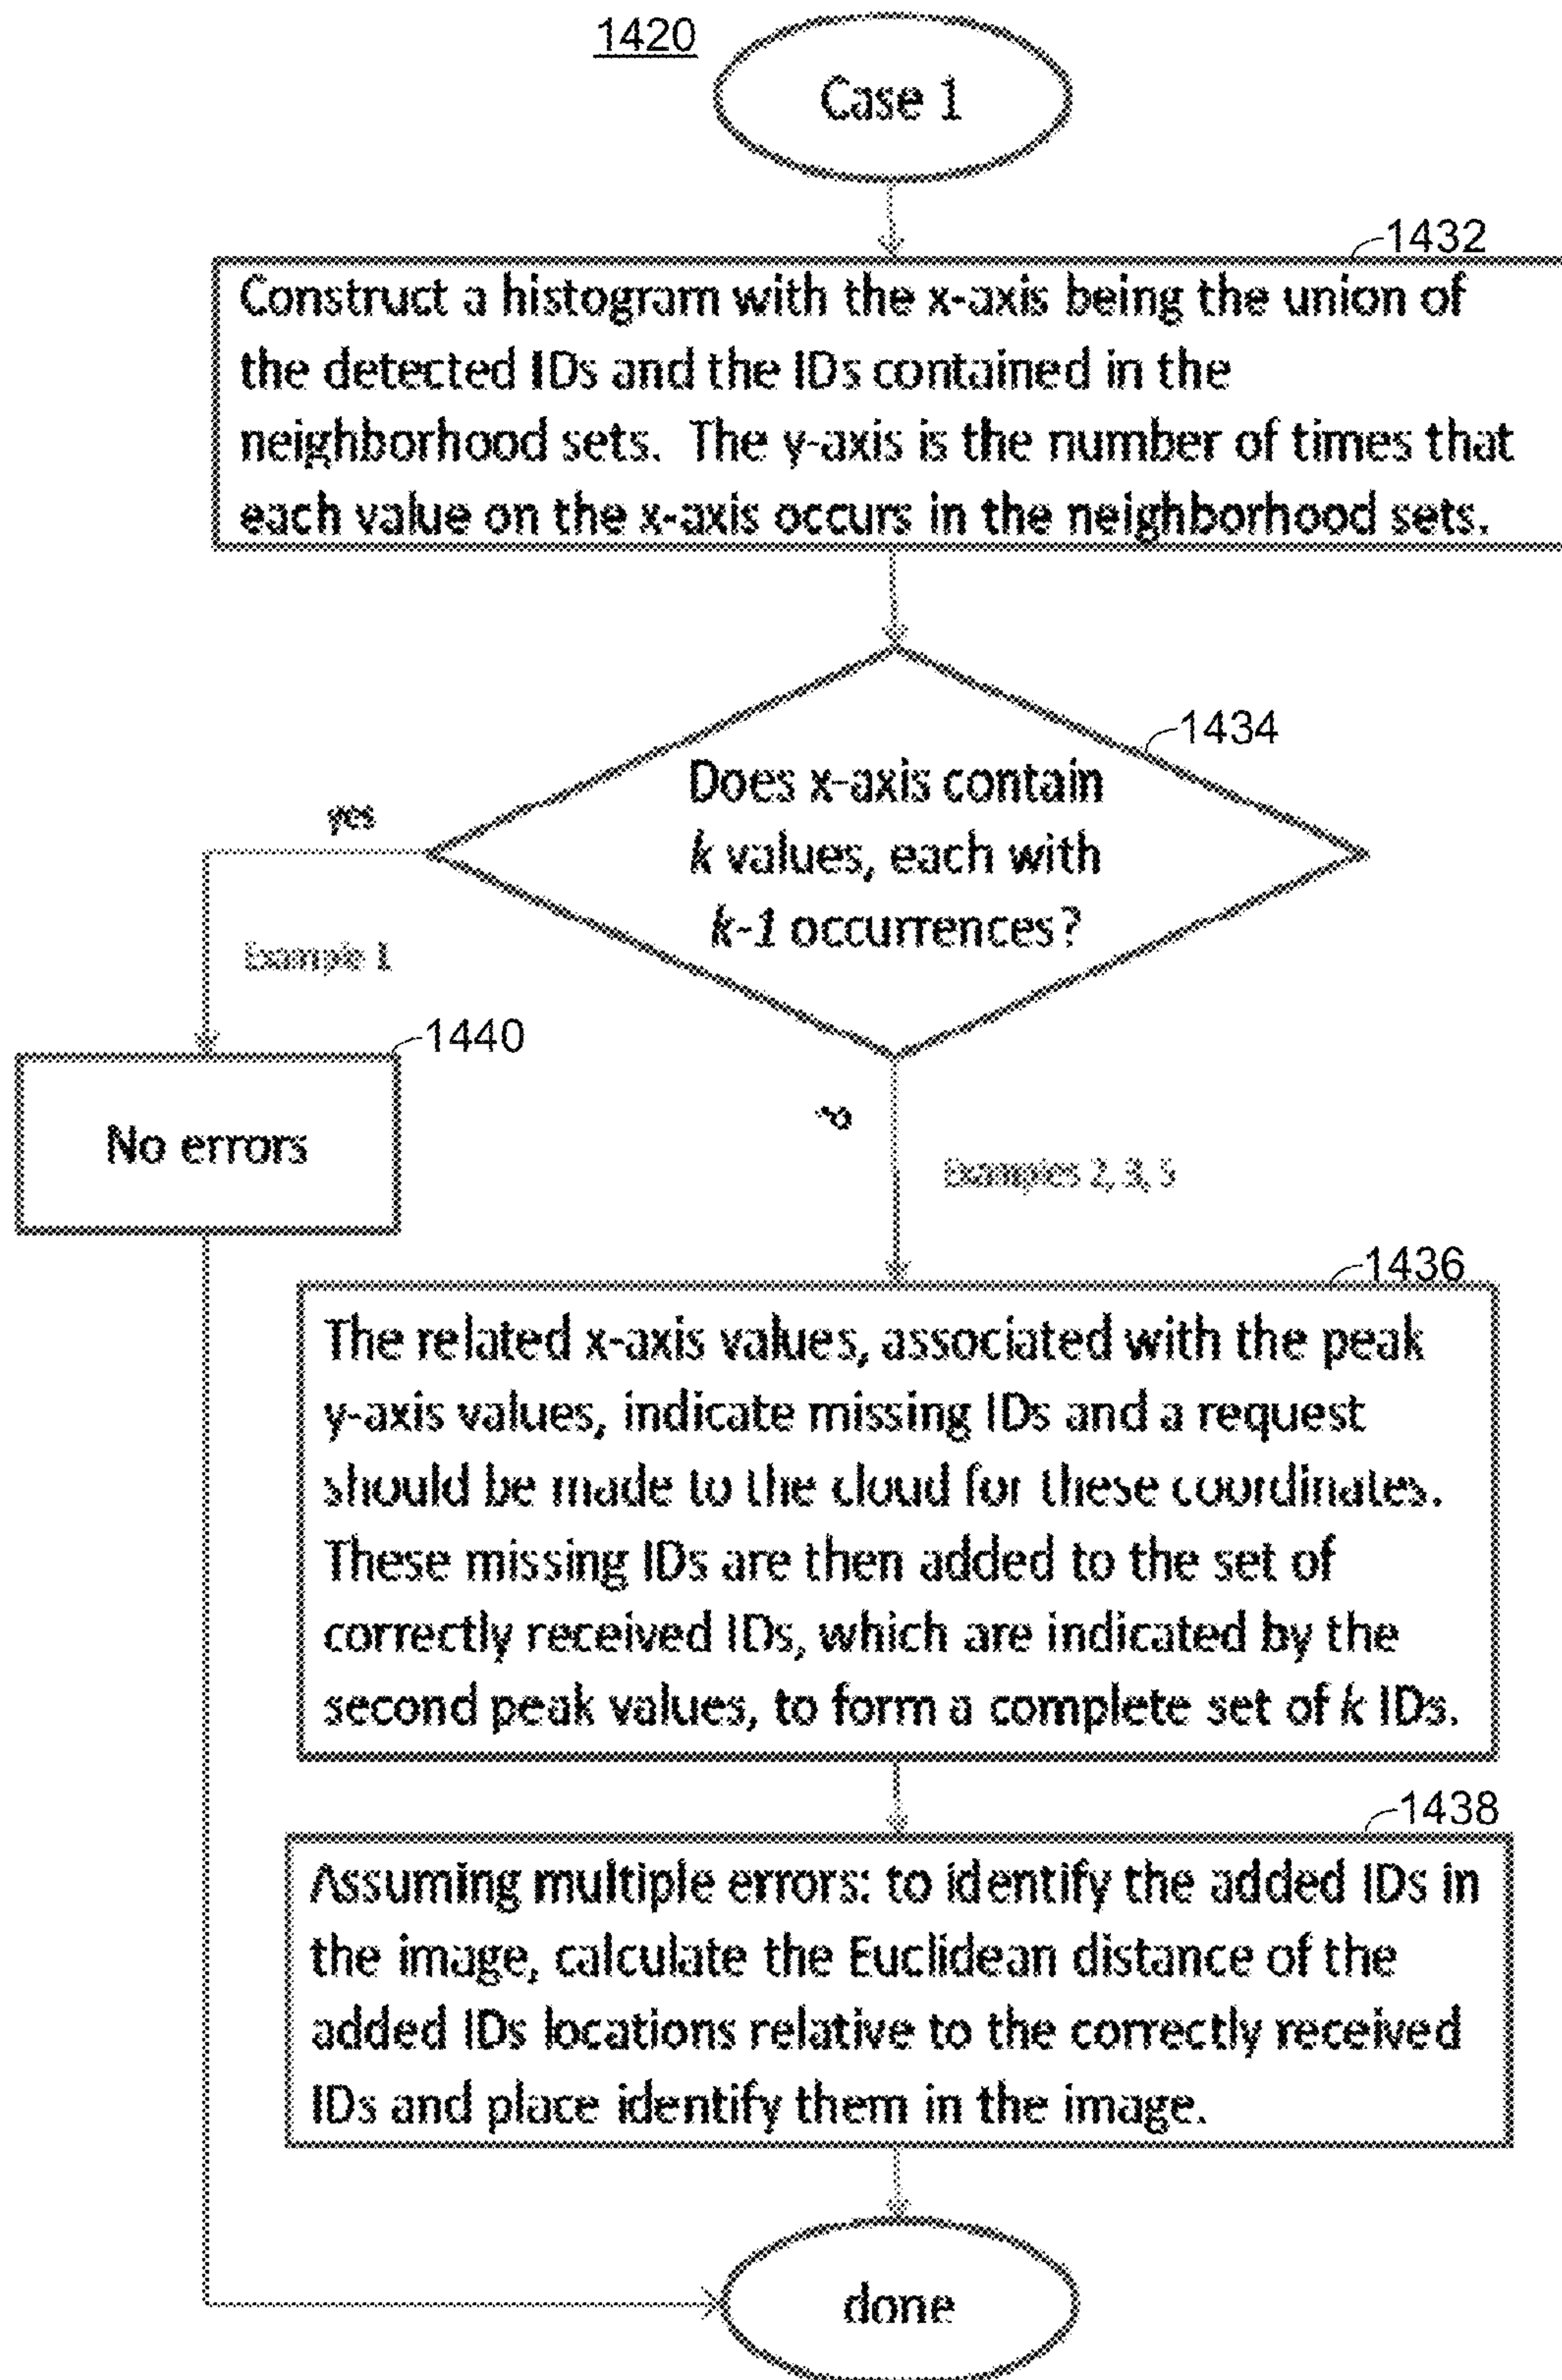 1420
Case 1
1432
Construct a histogram with the x-axis being the union of
the detected IDs and the IDs contained in the
neighborhood sets. The y-axis is the number of times that
each value on the x-axis occurs in the neighborhood sets.
1434
Does x-axis contain
k values, each with
k-1 occurrences?
yes
Example 1
1440
No errors
Examples 2, 3, 5
1436
The related x-axis values, associated with the peak
y-axis values, indicate missing IDs and a request
should be made to the cloud for these coordinates.
These missing IDs are then added to the set of
correctly received IDs, which are indicated by the
second peak values, to form a complete set of k IDs.
1438
Assuming multiple errors: to identify the added IDs in
the image, calculate the Euclidean distance of the
added IDs locations relative to the correctly received
IDs and place identify them in the image.
done